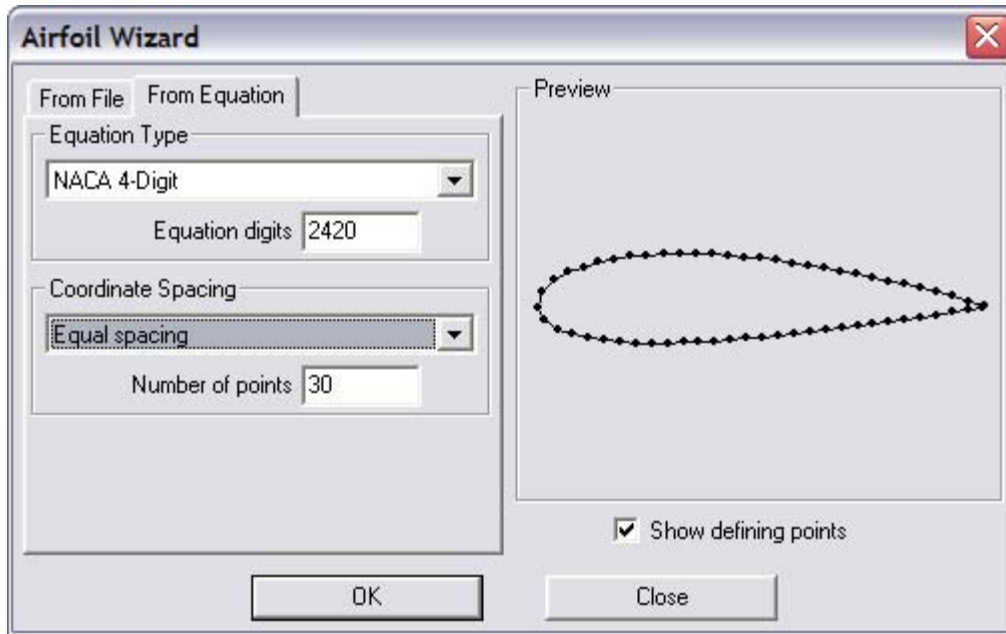 Airfoil Wizard
From File
From Equation
Equation Type
NACA 4-Digit
Equation digits 2420
Coordinate Spacing
Equal spacing
Number of points 30
Preview
Show defining points
OK
Close